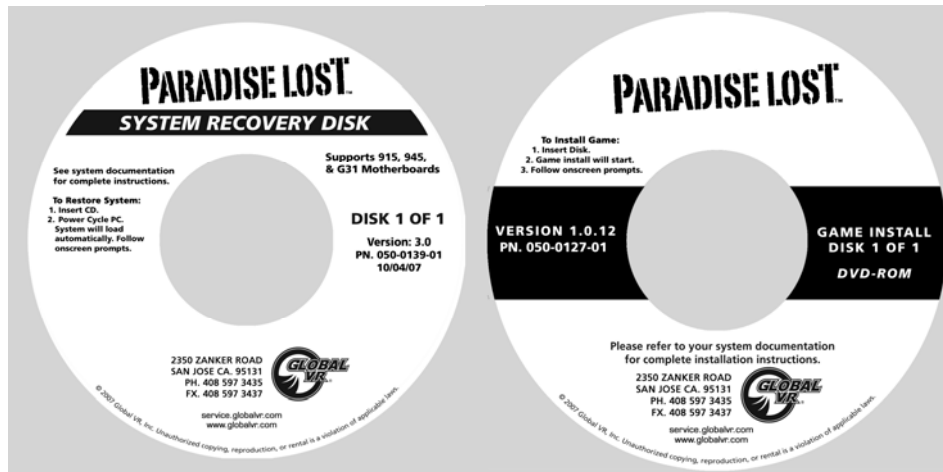 PARADISE LOST™
SYSTEM RECOVERY DISK
See system documentation
for complete instructions.
To Restore System:
1. Insert CD.
2. Power Cycle PC.
System will load
automatically. Follow
onscreen prompts.
Supports 915, 945,
& G31 Motherboards
DISK 1 OF 1
Version: 3.0
PN. 050-0139-01
10/04/07
2350 ZANKER ROAD
SAN JOSE CA. 95131
PH. 408 597 3435
FX. 408 597 3437
GLOBAL
VR
service.globalvr.com
www.globalvr.com
© 2007 Global VR, Inc. Unauthorized copying, reproduction, or rental is a violation of applicable laws.
PARADISE LOST™
To Install Game:
1. Insert Disk.
2. Game install will start.
3. Follow onscreen prompts.
VERSION 1.0.12
PN. 050-0127-01
GAME INSTALL
DISK 1 OF 1
DVD-ROM
Please refer to your system documentation
for complete installation instructions.
2350 ZANKER ROAD
SAN JOSE CA. 95131
PH. 408 597 3435
FX. 408 597 3437
GLOBAL
VR
service.globalvr.com
www.globalvr.com
© 2007 Global VR, Inc. Unauthorized copying, reproduction, or rental is a violation of applicable laws.